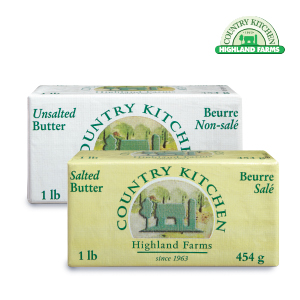 COUNTRY KITCHEN
HIGHLAND FARMS
Unsalted
Butter
COUNTRY KITCHEN
Beurre
Non-salé
1 lb
Salted
Butter
COUNTRY KITCHEN
Beurre
Salé
1 lb
Highland Farms
since 1963
454 g